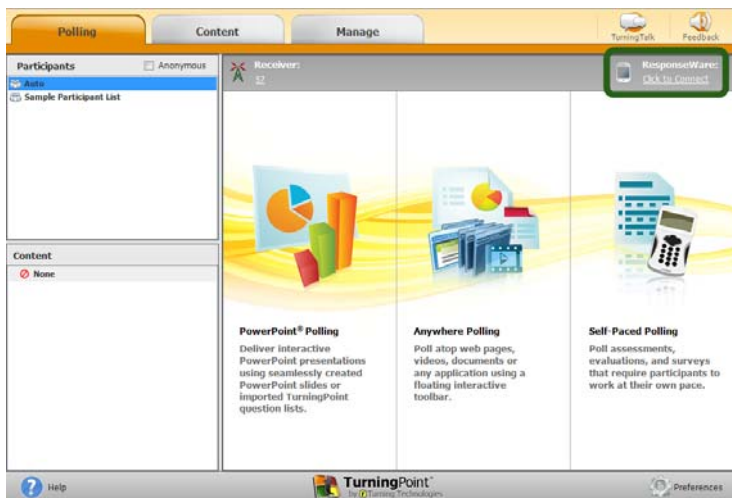 Polling
Content
Manage
TurningTalk
Feedback
Participants
Anonymous
Auto
Sample Participant List
Receiver:
52
ResponseWare:
Click to Connect
Content
None
PowerPoint® Polling
Deliver interactive
PowerPoint presentations
using seamlessly created
PowerPoint slides or
imported TurningPoint
question lists.
Anywhere Polling
Poll atop web pages,
videos, documents or
any application using a
floating interactive
toolbar.
Self-Paced Polling
Poll assessments,
evaluations, and surveys
that require participants to
work at their own pace.
Help
TurningPoint
by Turning Technologies
Preferences